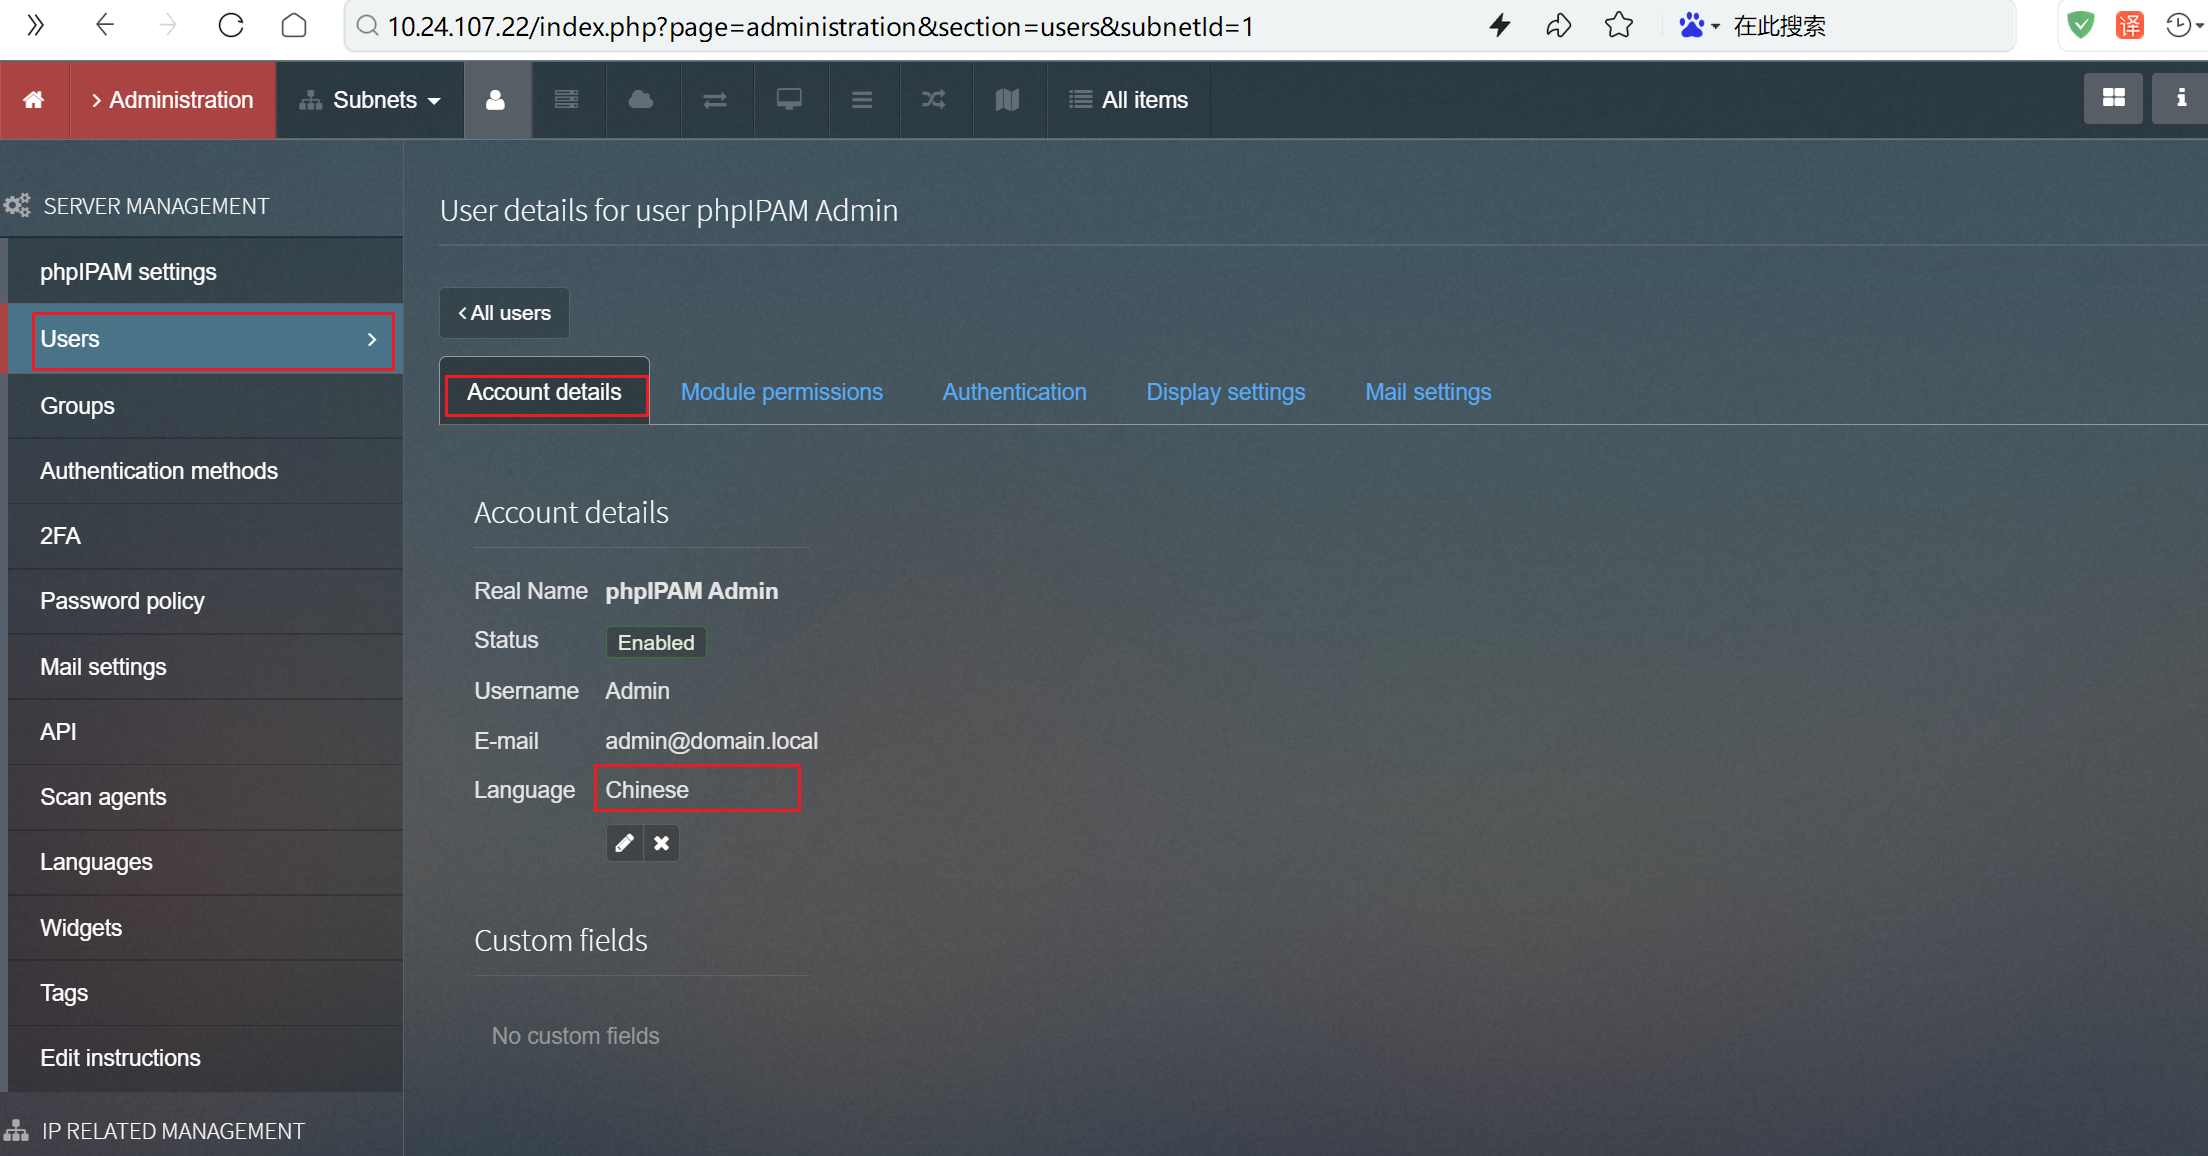 10.24.107.22/index.php?page=administration&section=users&subnetId=1
在此搜索
译
Administration
Subnets
All items
SERVER MANAGEMENT
phpIPAM settings
Users
Groups
Authentication methods
2FA
Password policy
Mail settings
API
Scan agents
Languages
Widgets
Tags
Edit instructions
IP RELATED MANAGEMENT
User details for user phpIPAM Admin
All users
Account details
Module permissions
Authentication
Display settings
Mail settings
Account details
Real Name phpIPAM Admin
Status Enabled
Username Admin
E-mail admin@domain.local
Language Chinese
Custom fields
No custom fields